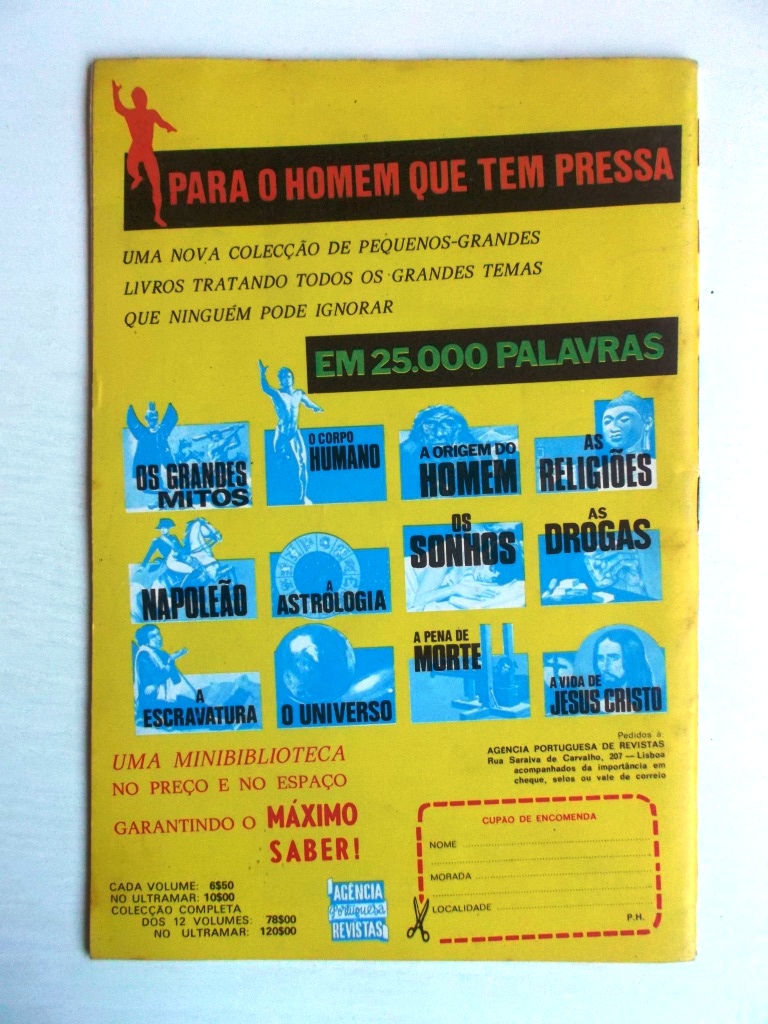 PARA O HOMEM QUE TEM PRESSA
UMA NOVA COLECÇÃO DE PEQUENOS-GRANDES
LIVROS TRATANDO TODOS OS GRANDES TEMAS
QUE NINGUÉM PODE IGNORAR
EM 25.000 PALAVRAS
OS GRANDES
MITOS
O CORPO
HUMANO
A ORIGEM DO
HOMEM
AS
RELIGIÕES
NAPOLEÃO
A
ASTROLOGIA
OS
SONHOS
AS
DROGAS
A
ESCRAVATURA
O UNIVERSO
A PENA DE
MORTE
A VIDA DE
JESUS CRISTO
UMA MINIBIBLIOTECA
NO PREÇO E NO ESPAÇO
GARANTINDO O MÁXIMO
SABER!
Pedidos à
AGÊNCIA PORTUGUESA DE REVISTAS
Rua Saraiva de Carvalho, 207 — Lisboa
acompanhados da importância em
cheque, selos ou vale de correio
CADA VOLUME: 6$50
NO ULTRAMAR: 10$00
COLECÇÃO COMPLETA
DOS 12 VOLUMES: 78$00
NO ULTRAMAR: 120$00
AGÊNCIA
portuguesa
REVISTAS
CUPÃO DE ENCOMENDA
NOME
MORADA
LOCALIDADE
P.H.